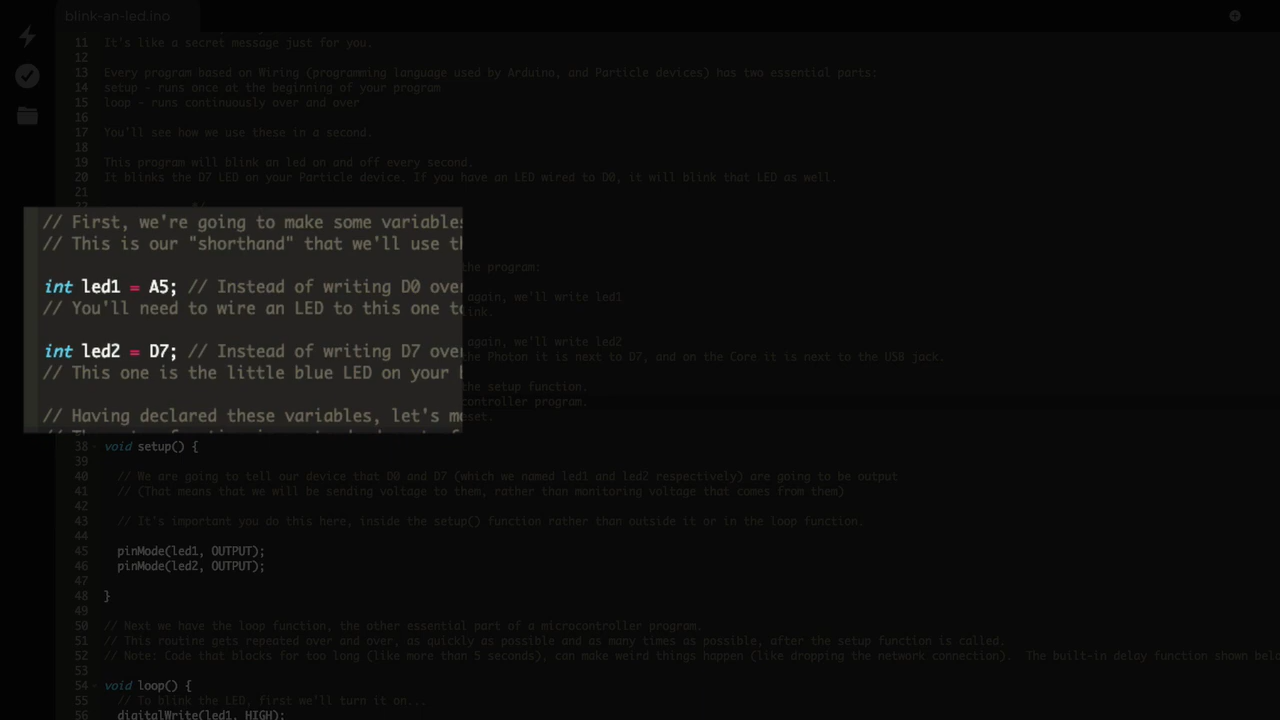 blink-an-led.ino
11 It's like a secret message just for you.
12
13 Every program based on Wiring (programming language used by Arduino, and Particle devices) has two essential parts:
14 setup - runs once at the beginning of your program
15 loop - runs continuously over and over
16
17 You'll see how we use these in a second.
18
19 This program will blink an led on and off every second.
20 It blinks the D7 LED on your Particle device. If you have an LED wired to D0, it will blink that LED as well.
21
22 */
// First, we're going to make some variables
// This is our "shorthand" that we'll use th
the program:
int led1 = A5; // Instead of writing D0 over
again, we'll write led1
// You'll need to wire an LED to this one to
link.
int led2 = D7; // Instead of writing D7 over
again, we'll write led2
the Photon it is next to D7, and on the Core it is next to the USB jack.
// This one is the little blue LED on your b
the setup function.
controller program.
// Having declared these variables, let's m
eset.
38 void setup() {
39
40 // We are going to tell our device that D0 and D7 (which we named led1 and led2 respectively) are going to be output
41 // (That means that we will be sending voltage to them, rather than monitoring voltage that comes from them)
42
43 // It's important you do this here, inside the setup() function rather than outside it or in the loop function.
44
45 pinMode(led1, OUTPUT);
46 pinMode(led2, OUTPUT);
47
48 }
49
50 // Next we have the loop function, the other essential part of a microcontroller program.
51 // This routine gets repeated over and over, as quickly as possible and as many times as possible, after the setup function is called.
52 // Note: Code that blocks for too long (like more than 5 seconds), can make weird things happen (like dropping the network connection).  The built-in delay function shown bel
53
54 void loop() {
55 // To blink the LED, first we'll turn it on...
56 digitalWrite(led1, HIGH);